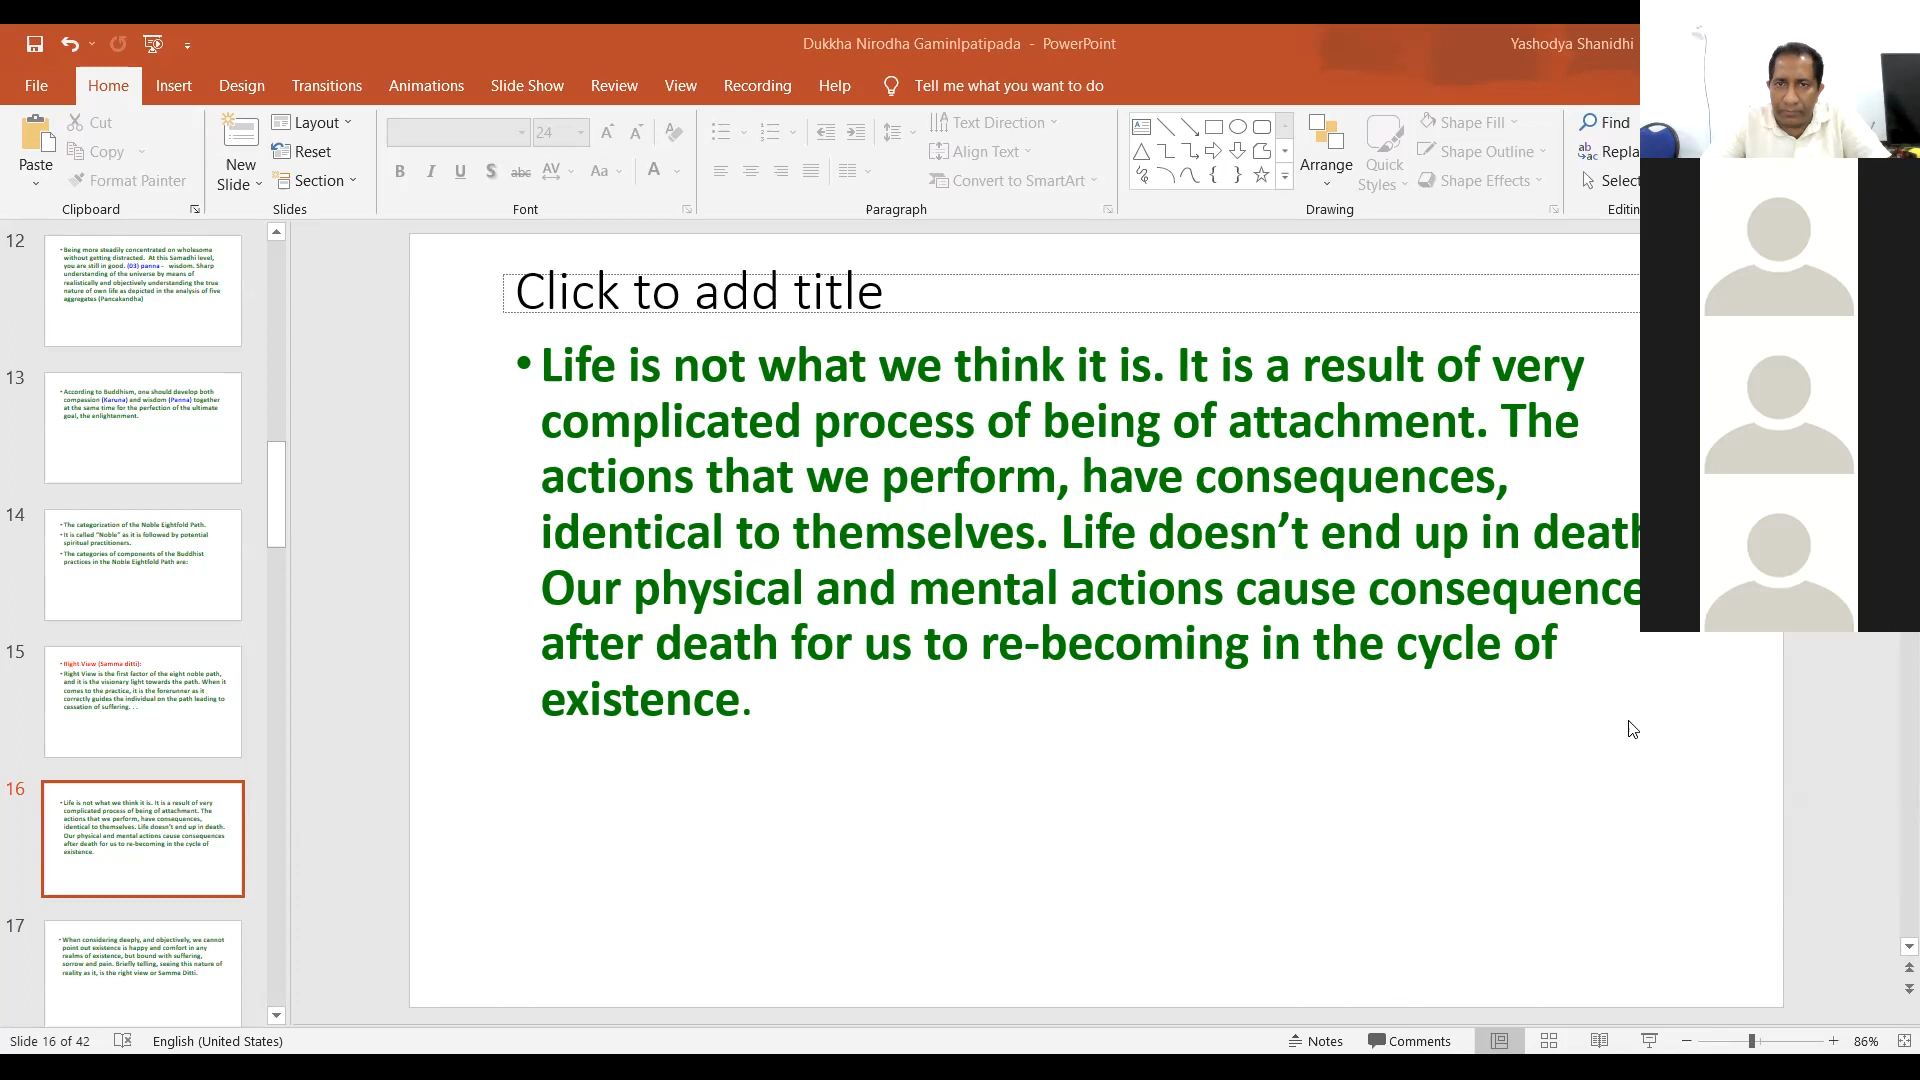 Dukkha Nirodha GaminIpatipada - PowerPoint
Yashodya Shanidhi
File Home Insert Design Transitions Animations Slide Show Review View Recording Help Tell me what you want to do
Paste
Cut
Copy
Format Painter
Clipboard
New
Slide
Layout
Reset
Section
Slides
24
B I U S abc AV Aa A
Font
Text Direction
Align Text
Convert to SmartArt
Paragraph
Arrange
Quick
Styles
Shape Fill
Shape Outline
Shape Effects
Drawing
Find
Repla
Select
Editin
12
• Being more steadily concentrated on wholesome
without getting distracted. At this Samadhi level,
you are still in good. (03) panna - wisdom. Sharp
understanding of the universe by means of
realistically and objectively understanding the true
nature of own life as depicted in the analysis of five
aggregates (Pancakandha)
13
• According to Buddhism, one should develop both
compassion (Karuna) and wisdom (Panna) together
at the same time for the perfection of the ultimate
goal, the enlightenment.
14
• The categorization of the Noble Eightfold Path.
• It is called "Noble" as it is followed by potential
spiritual practitioners.
• The categories of components of the Buddhist
practices in the Noble Eightfold Path are:
15
• Right View (Samma ditti):
• Right View is the first factor of the eight noble path,
and it is the visionary light towards the path. When it
comes to the practice, it is the forerunner as it
correctly guides the individual on the path leading to
cessation of suffering. . .
16
• Life is not what we think it is. It is a result of very
complicated process of being of attachment. The
actions that we perform, have consequences,
identical to themselves. Life doesn't end up in death.
Our physical and mental actions cause consequences
after death for us to re-becoming in the cycle of
existence.
17
• When considering deeply, and objectively, we cannot
point out existence is happy and comfort in any
realms of existence, but bound with suffering,
sorrow and pain. Briefly telling, seeing this nature of
reality as it, is the right view or Samma Ditti.
Click to add title
• Life is not what we think it is. It is a result of very
complicated process of being of attachment. The
actions that we perform, have consequences,
identical to themselves. Life doesn’t end up in death
Our physical and mental actions cause consequence
after death for us to re-becoming in the cycle of
existence.
Slide 16 of 42
English (United States)
Notes
Comments
86%